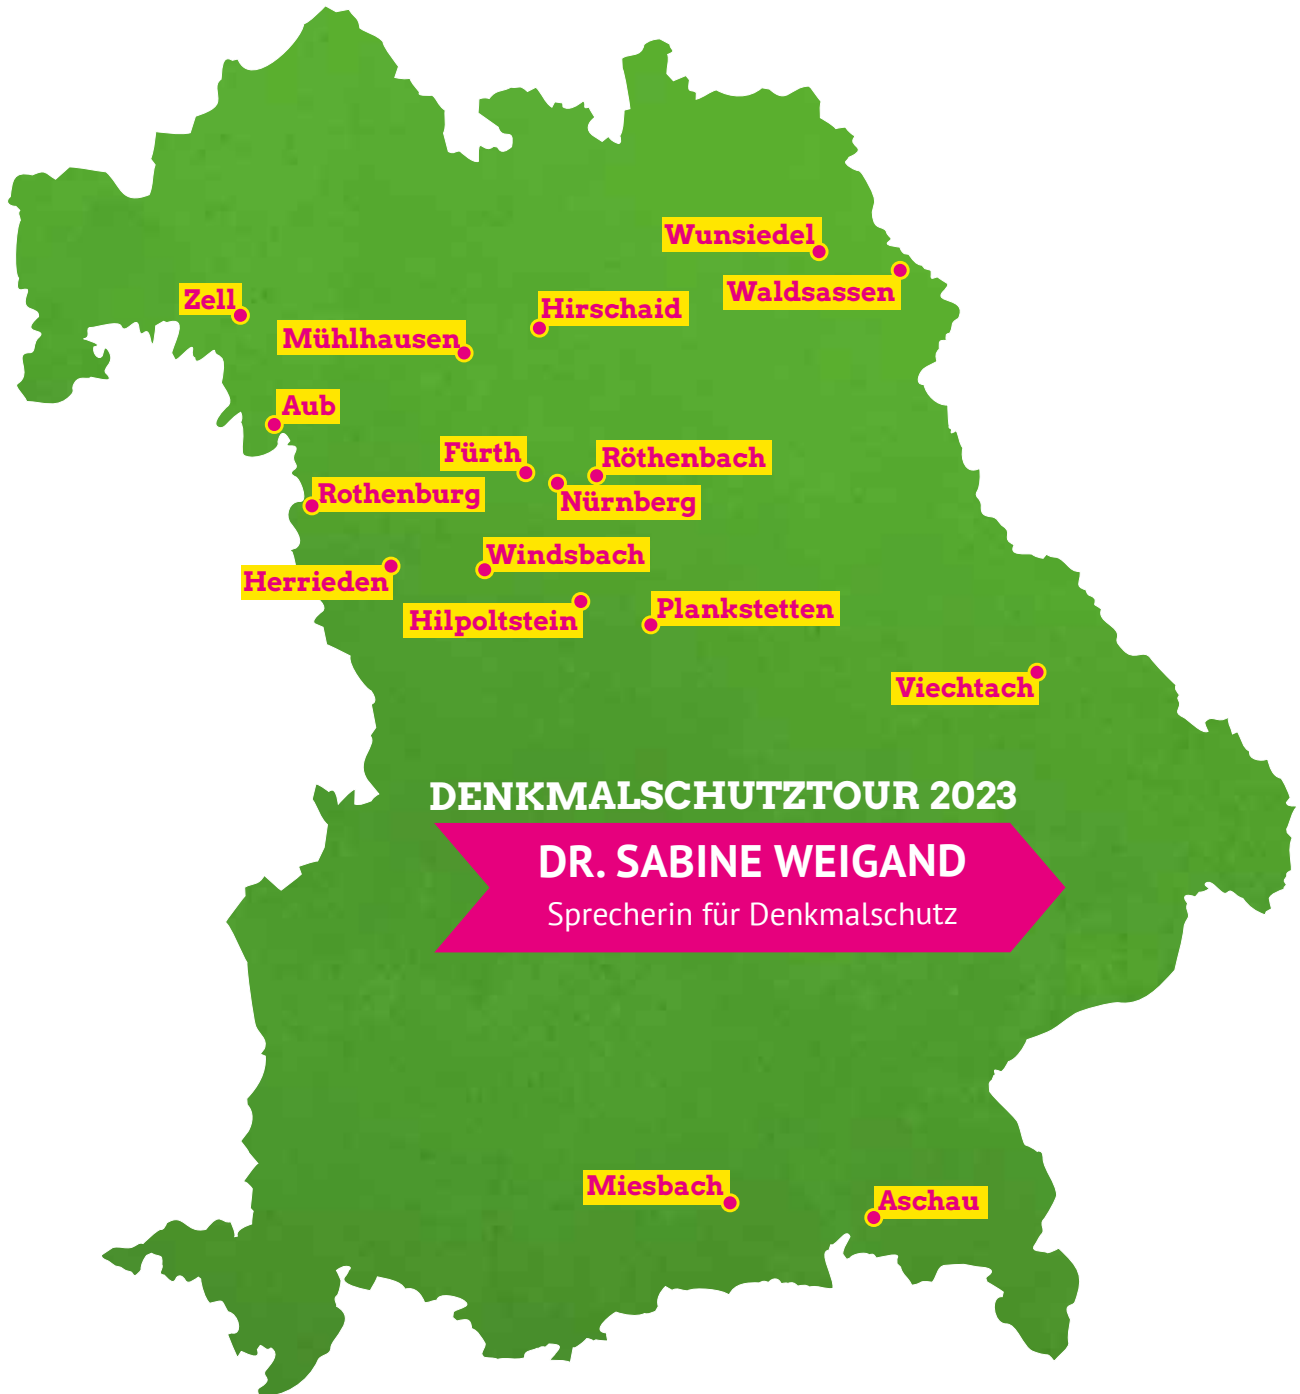 Wunsiedel
Waldsassen
Zell
Hirschaid
Mühlhausen
Aub
Fürth
Röthenbach
Rothenburg
Nürnberg
Windsbach
Herrieden
Hilpoltstein
Plankstetten
Viechtach
DENKMALSCHUTZTOUR 2023
DR. SABINE WEIGAND
Sprecherin für Denkmalschutz
Miesbach
Aschau